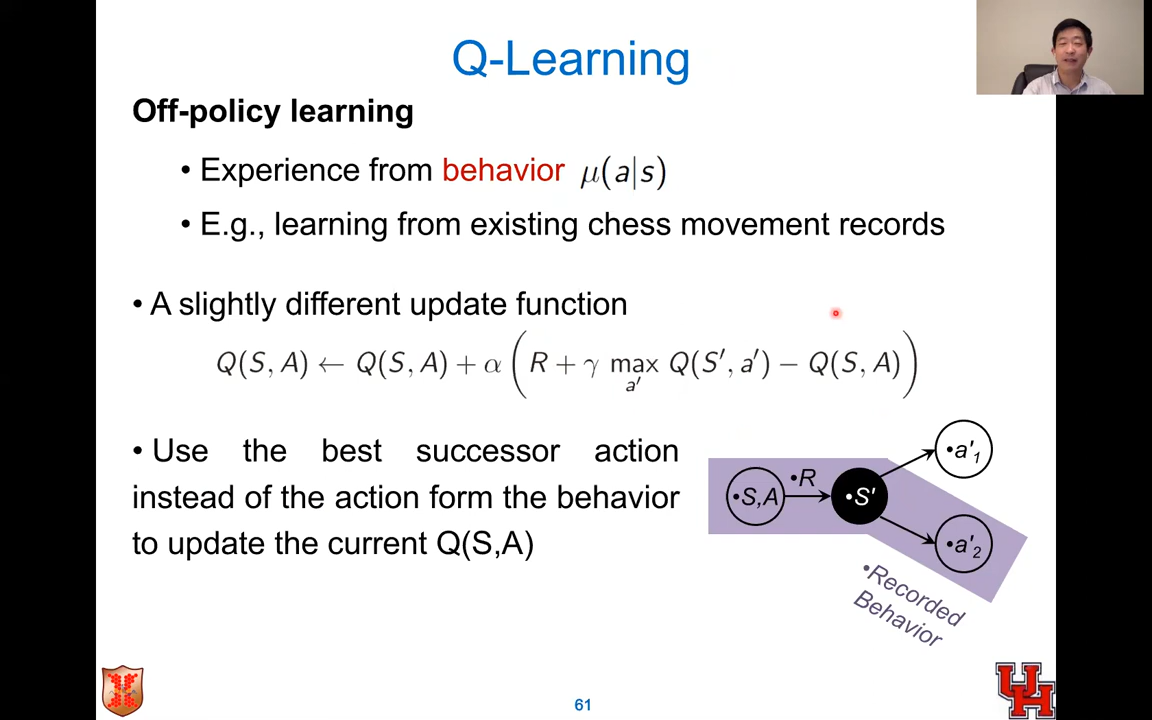 Q-Learning
Off-policy learning
• Experience from behavior μ(a|s)
• E.g., learning from existing chess movement records
• A slightly different update function
Q(S, A) ← Q(S, A) + α (R + γ max_{a′} Q(S′, a′) − Q(S, A))
• Use the best successor action
instead of the action form the behavior
to update the current Q(S,A)
•S,A
•R
•S'
•a'₁
•a'₂
•Recorded
Behavior
UH
61